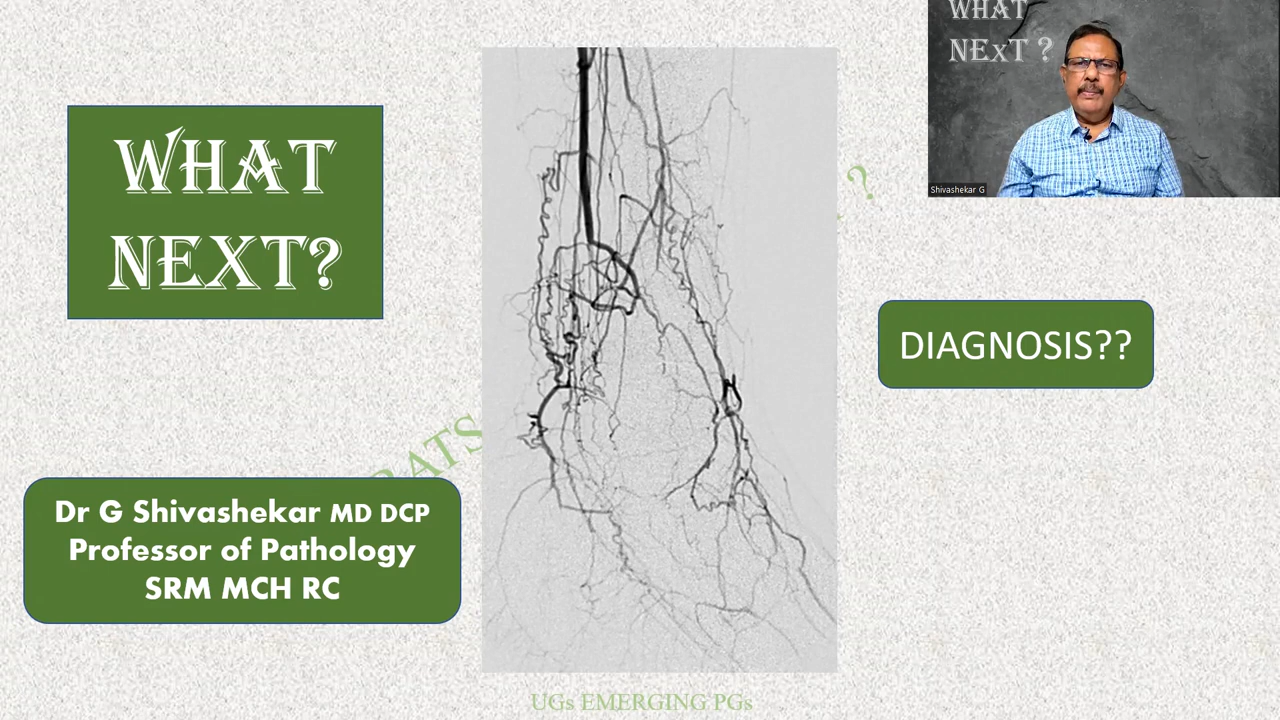 WHAT
NEXT?
Dr G Shivashekar MD DCP
Professor of Pathology
SRM MCH RC
DIAGNOSIS??
WHAT
NExT ?
Shivashekar G
?
UGs EMERGING PGs